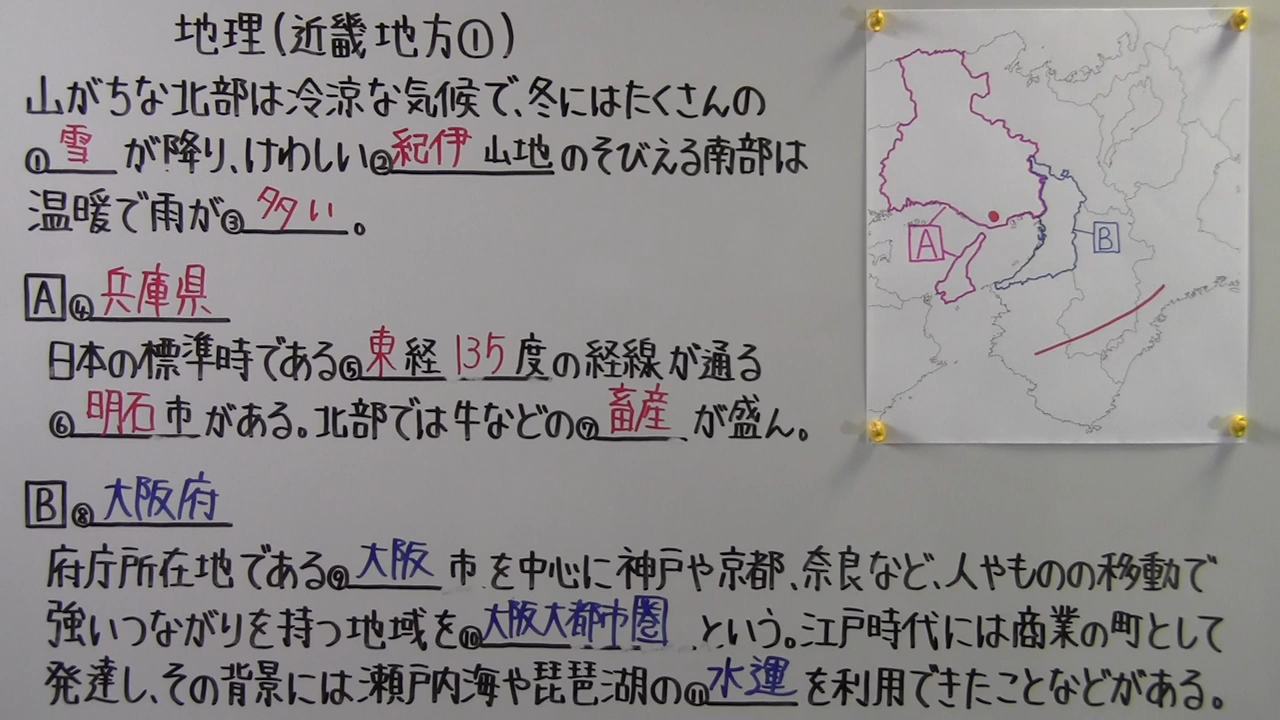 地理(近畿地方①)
山がちな北部は冷涼な気候で、冬にはたくさんの
①雪が降り、けわしい②紀伊山地のそびえる南部は
温暖で雨が③多い。
A ④兵庫県
日本の標準時である⑤東経135度の経線が通る
⑥明石市がある。北部では牛などの⑦畜産が盛ん。
B ⑧大阪府
府庁所在地である⑨大阪市を中心に神戸や京都、奈良など、人やものの移動で
強いつながりを持つ地域を⑩大阪大都市圏という。江戸時代には商業の町として
発達し、その背景には瀬戸内海や琵琶湖の⑪水運を利用できたことなどがある。
A
B